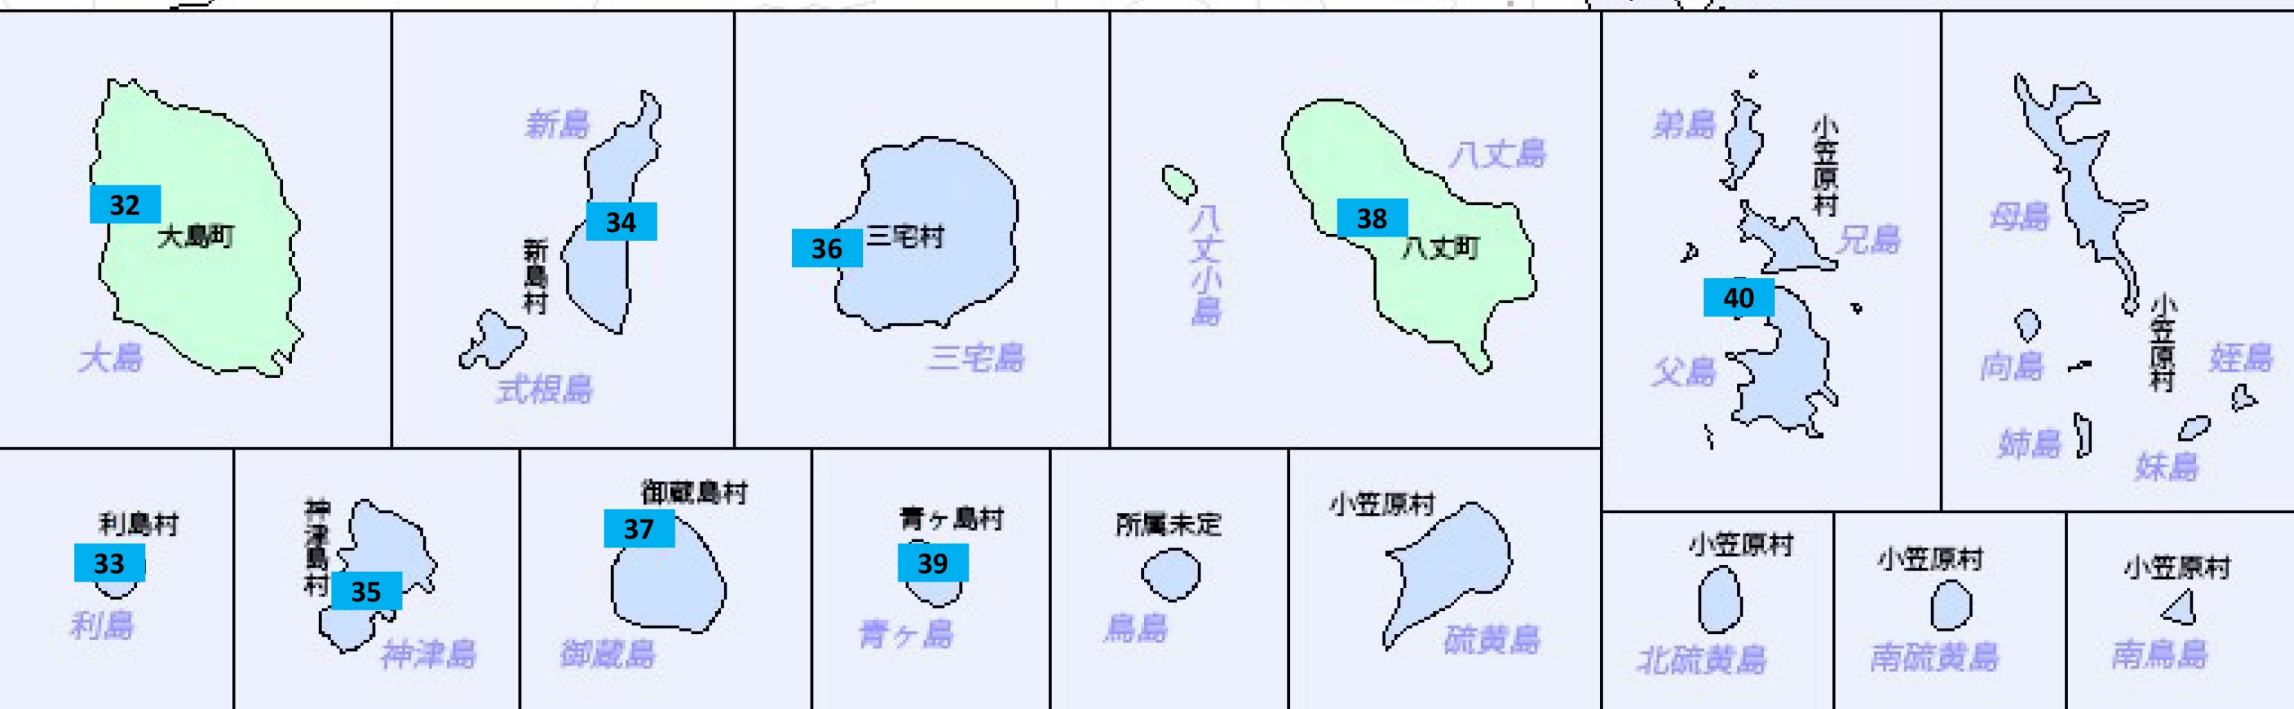 32
大島町
大島
新島
34
新島村
式根島
36
三宅村
三宅島
八丈島
38
八丈町
八丈小島
弟島
小笠原村
兄島
40
父島
母島
小笠原村
向島
姪島
姉島
妹島
利島村
33
利島
神津島村
35
神津島
御蔵島村
37
御蔵島
青ヶ島村
39
青ヶ島
所属未定
鳥島
小笠原村
硫黄島
小笠原村
北硫黄島
小笠原村
南硫黄島
小笠原村
南鳥島